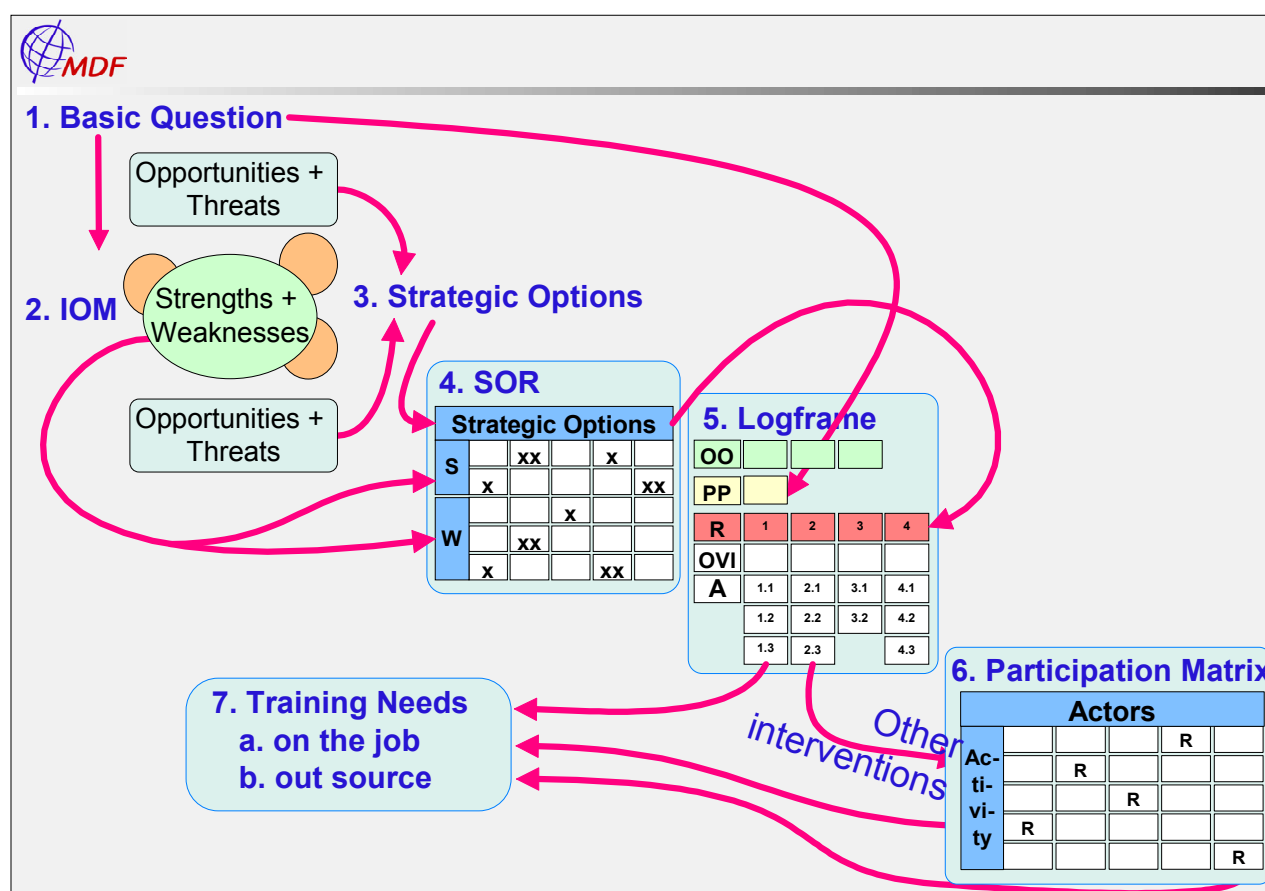 MDF
1. Basic Question
Opportunities +
Threats
2. IOM
Strengths +
Weaknesses
3. Strategic Options
Opportunities +
Threats
4. SOR
Strategic Options
S
xx x
x xx
W
x
xx
x xx
5. Logframe
OO
PP
R 1 2 3 4
OVI
A 1.1 2.1 3.1 4.1
1.2 2.2 3.2 4.2
1.3 2.3 4.3
6. Participation Matrix
Actors
Ac-
ti-
vi-
ty
R
R
R
R
R
Other
interventions
7. Training Needs
a. on the job
b. out source